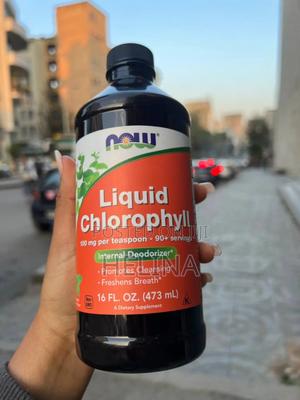 NOW
Liquid
Chlorophyll
100 mg per teaspoon - 90+ servings
Internal Deodorizer*
• Promotes Cleansing*
• Freshens Breath*
16 FL. OZ. (473 mL)
A Dietary Supplement
K
HELINA